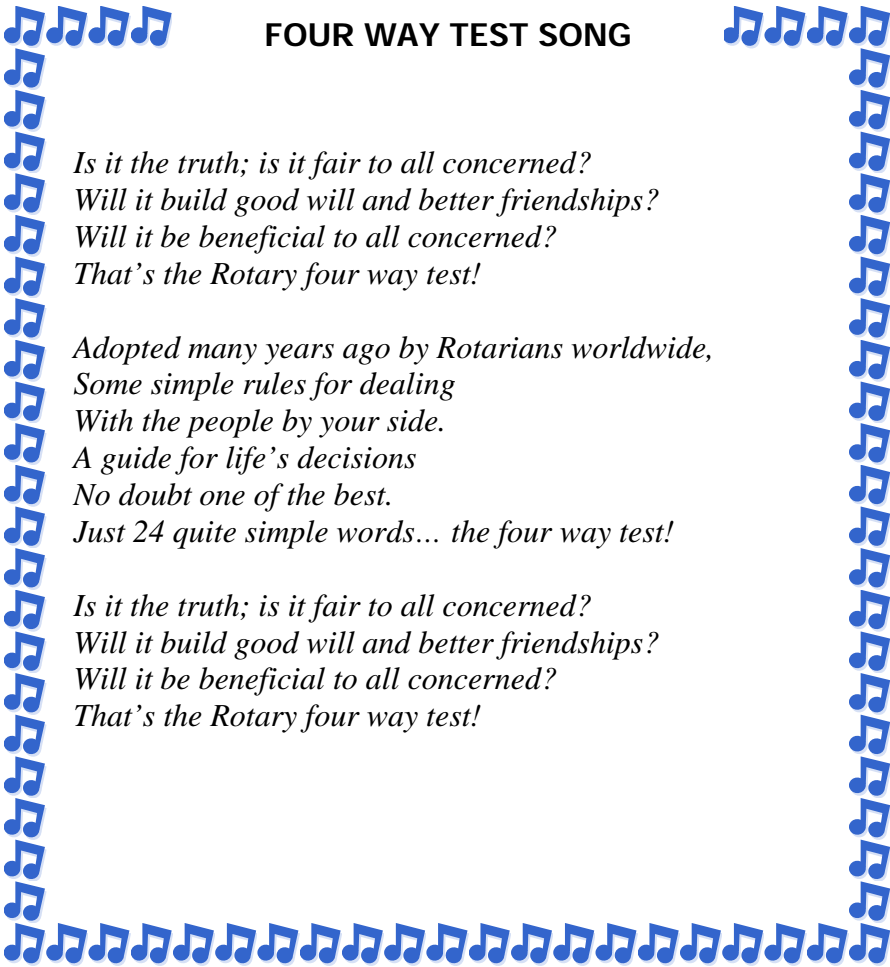 FOUR WAY TEST SONG
Is it the truth; is it fair to all concerned?
Will it build good will and better friendships?
Will it be beneficial to all concerned?
That's the Rotary four way test!
Adopted many years ago by Rotarians worldwide,
Some simple rules for dealing
With the people by your side.
A guide for life's decisions
No doubt one of the best.
Just 24 quite simple words… the four way test!
Is it the truth; is it fair to all concerned?
Will it build good will and better friendships?
Will it be beneficial to all concerned?
That's the Rotary four way test!